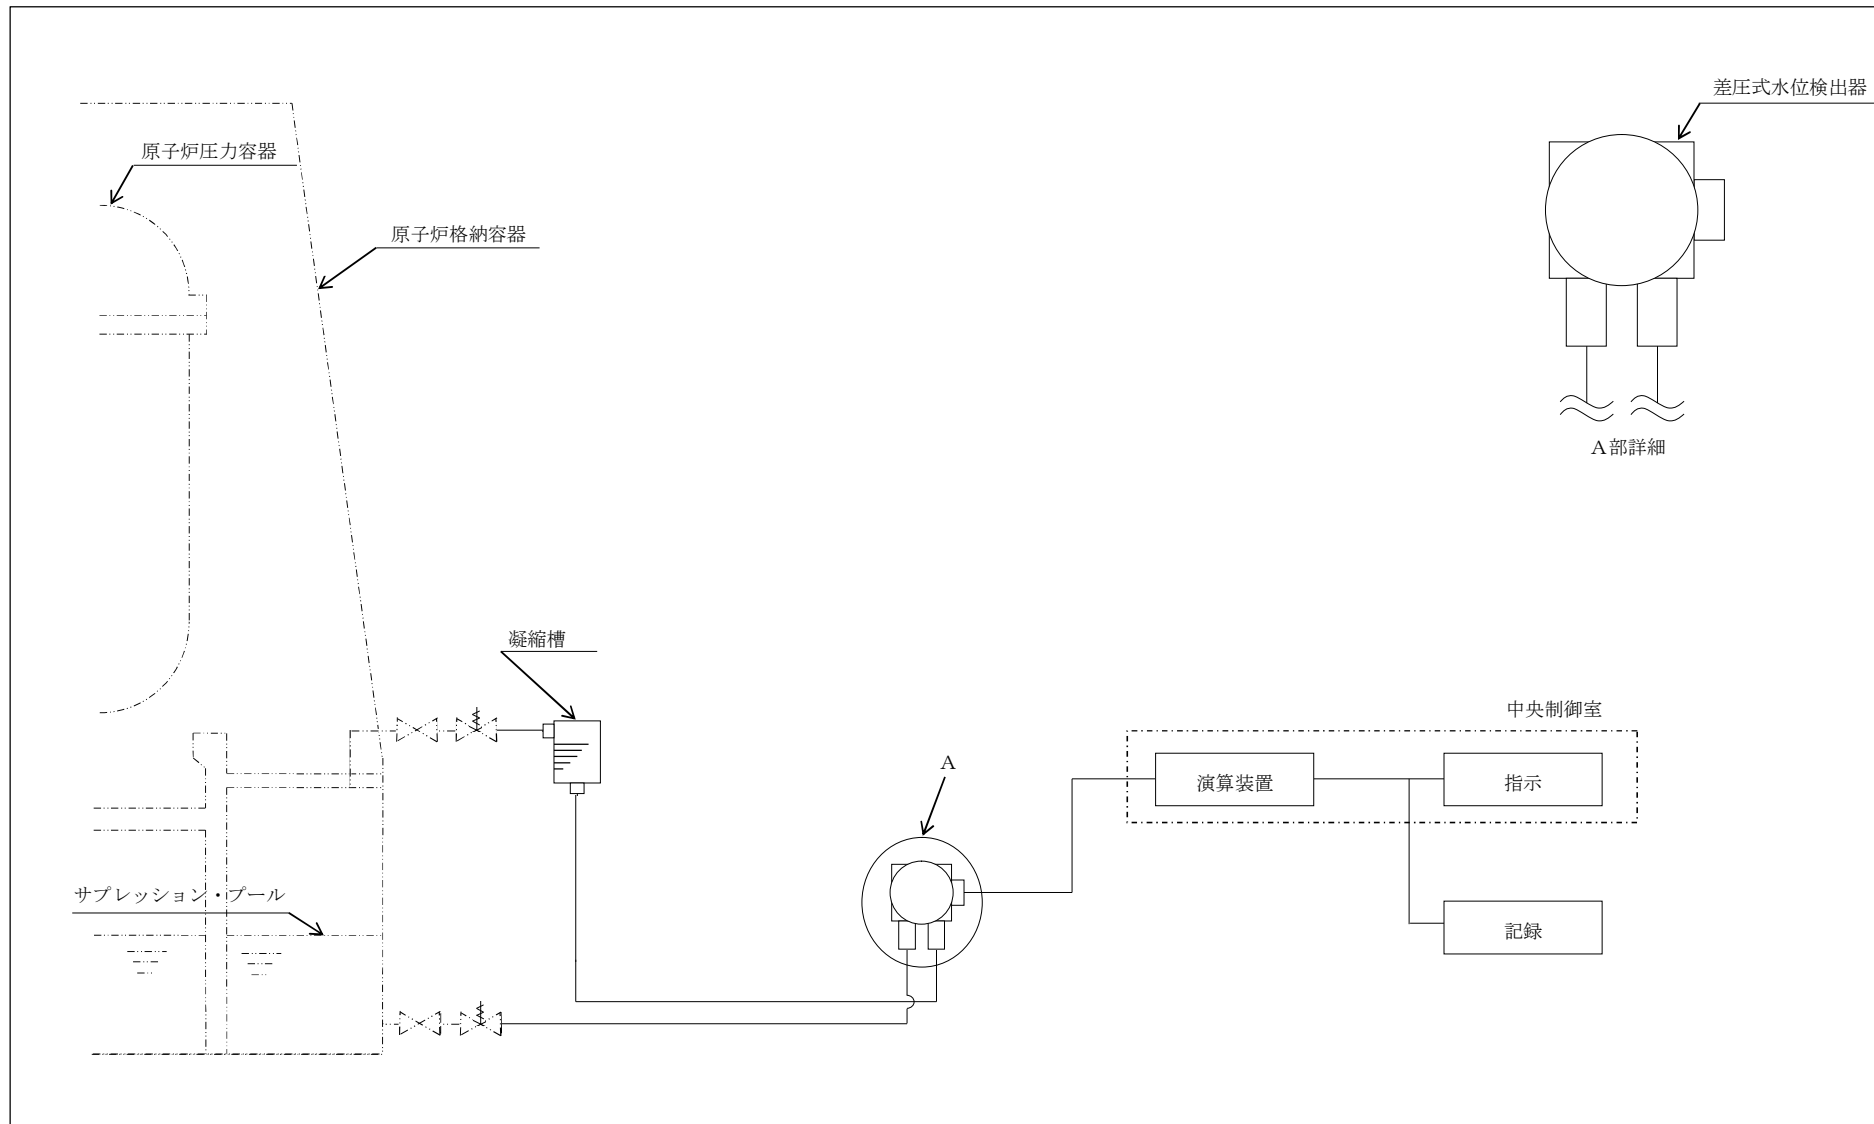 差圧式水位検出器
原子炉圧力容器
原子炉格納容器
A部詳細
凝縮槽
中央制御室
A
演算装置
指示
サプレッション・プール
記録